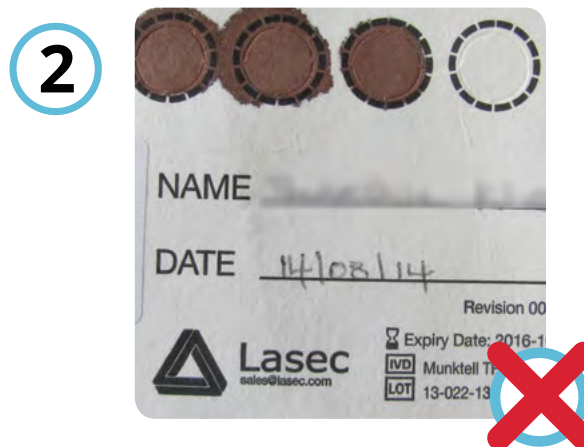 2
NAME
DATE 14/08/14
Revision 00
Expiry Date: 2016-1
Lasec
sales@lasec.com
IVD Munktell
LOT 13-022-13